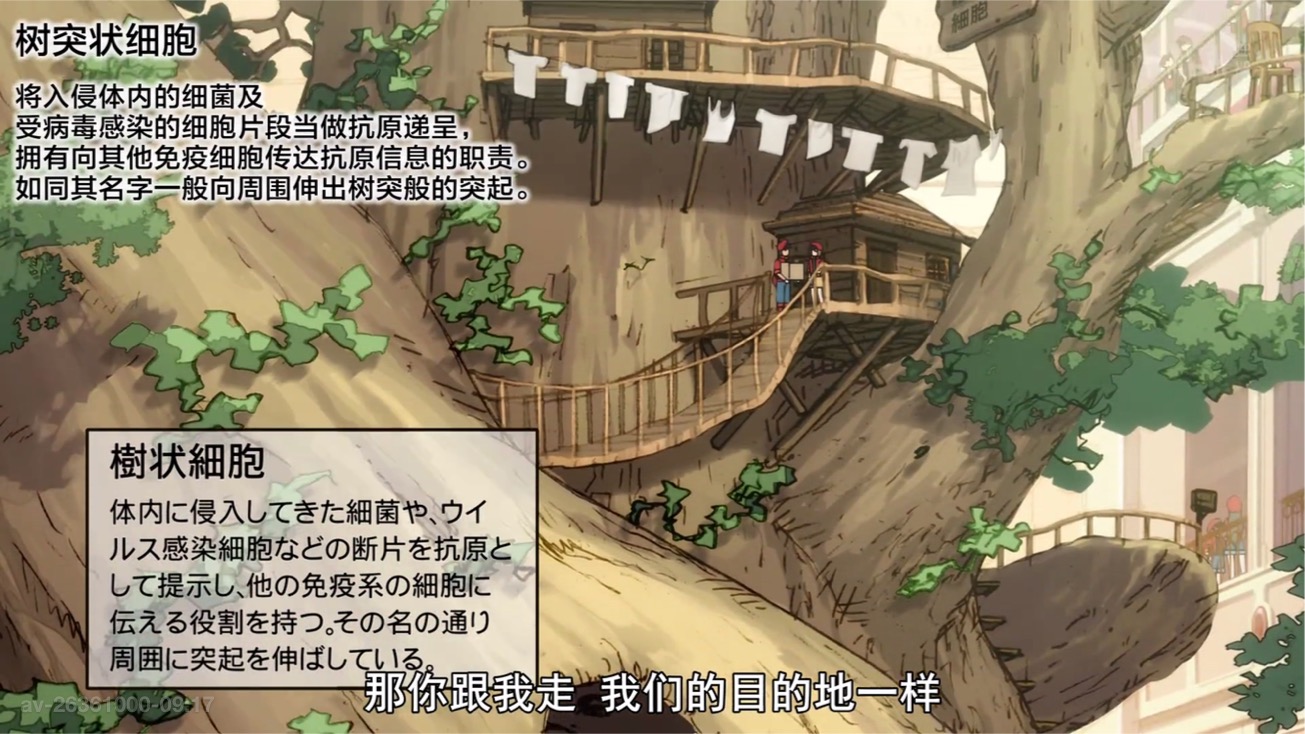 树突状细胞
将入侵体内的细菌及
受病毒感染的细胞片段当做抗原递呈，
拥有向其他免疫细胞传达抗原信息的职责。
如同其名字一般向周围伸出树突般的突起。
細胞
樹状細胞
体内に侵入してきた細菌や、ウイ
ルス感染細胞などの断片を抗原と
して提示し、他の免疫系の細胞に
伝える役割を持つ。その名の通り
周囲に突起を伸ばしている。
那你跟我走 我们的目的地一样
av-26361000-09:17